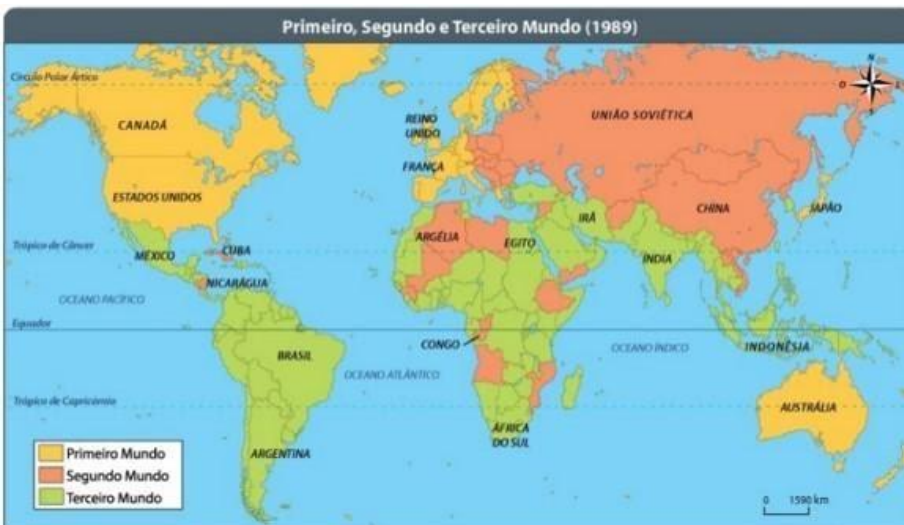 Primeiro, Segundo e Terceiro Mundo (1989)
Círculo Polar Ártico
N
O
L
S
CANADÁ
REINO
UNIDO
UNIÃO SOVIÉTICA
FRANÇA
ESTADOS UNIDOS
CHINA
JAPÃO
ARGÉLIA
IRÃ
EGITO
Trópico de Câncer
CUBA
MÉXICO
ÍNDIA
NICARÁGUA
OCEANO PACÍFICO
Equador
CONGO
OCEANO ÍNDICO
INDONÉSIA
BRASIL
OCEANO ATLÂNTICO
Trópico de Capricórnio
AUSTRÁLIA
ÁFRICA
DO SUL
ARGENTINA
Primeiro Mundo
Segundo Mundo
Terceiro Mundo
0 1590 km